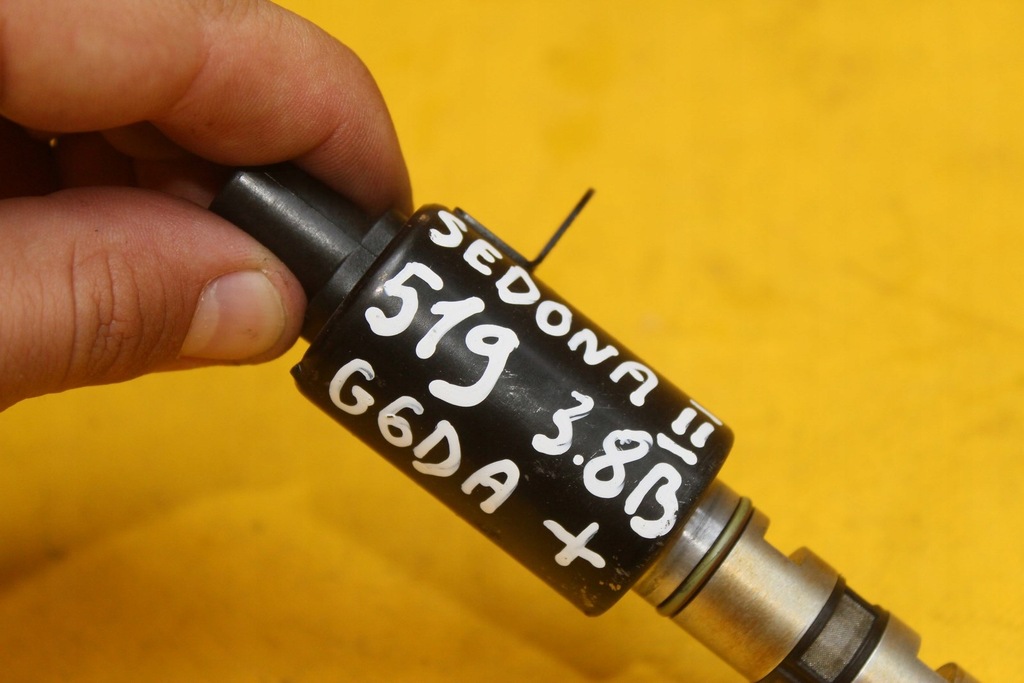 SEDONA II
519 3.8B
G6DA +